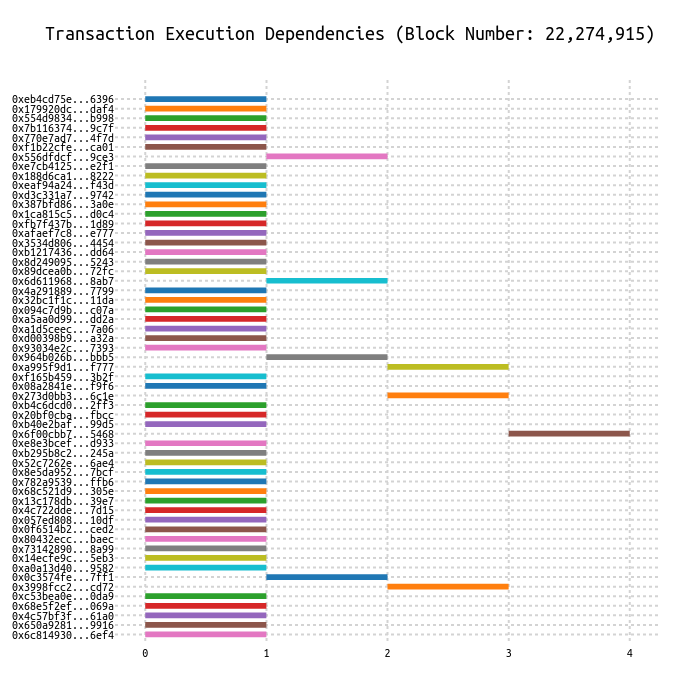 Transaction Execution Dependencies (Block Number: 22,274,915)
0xeb4cd75e...6396
0x179920dc...daf4
0x554d9834...b998
0x7b116374...9c7f
0x770e7ad7...4f7d
0xf1b22cfe...ca01
0x556dfdcf...9ce3
0xe7cb4125...e2f1
0x188d6ca1...8222
0xeaf94a24...f43d
0xd3c331a7...9742
0x387bfd86...3a0e
0x1ca815c5...d0c4
0xfb7f437b...1d89
0xafaef7c8...e777
0x3534d806...4454
0xb1217436...dd64
0x8d249095...5243
0x89dcea0b...72fc
0x6d611968...8ab7
0x4a291889...7799
0x32bc1f1c...11da
0x094c7d9b...c07a
0xa5aa0d99...dd2a
0xa1d5ceec...7a06
0xd00398b9...a32a
0x93034e2c...7393
0x964b026b...bbb5
0xa995f9d1...f777
0xf165b459...3b2f
0x08a2841e...f9f6
0x273d0bb3...6c1e
0xb4c6dcd0...2ff3
0x20bf0cba...fbcc
0xb40e2baf...99d5
0x6f00cbb7...5468
0xe8e3bcef...d933
0xb295b8c2...245a
0x52c7262e...6ae4
0x8e5da952...7bcf
0x782a9539...ffb6
0x68c521d9...305e
0x13c178db...39e7
0x4c722dde...7d15
0x057ed808...10df
0x0f6514b2...ced2
0x80432ecc...baec
0x73142890...8a99
0x14ecfe9c...5eb3
0xa0a13d40...9582
0x0c3574fe...7ff1
0x3998fcc2...cd72
0xc53bea0e...0da9
0x68e5f2ef...069a
0x4c57bf3f...61a0
0x650a9281...9916
0x6c814930...6ef4
0 1 2 3 4